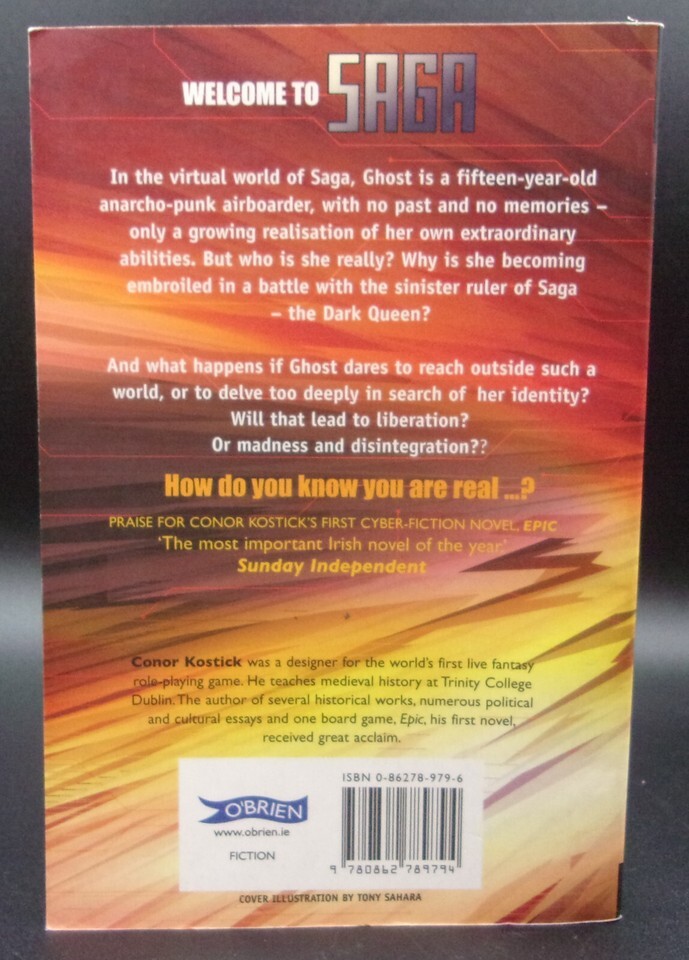 WELCOME TO SAGA
In the virtual world of Saga, Ghost is a fifteen-year-old
anarcho-punk airboarder, with no past and no memories –
only a growing realisation of her own extraordinary
abilities. But who is she really? Why is she becoming
embroiled in a battle with the sinister ruler of Saga
– the Dark Queen?
And what happens if Ghost dares to reach outside such a
world, or to delve too deeply in search of her identity?
Will that lead to liberation?
Or madness and disintegration??
How do you know you are real ...?
PRAISE FOR CONOR KOSTICK'S FIRST CYBER-FICTION NOVEL, EPIC
'The most important Irish novel of the year'
Sunday Independent
Conor Kostick was a designer for the world's first live fantasy
role-playing game. He teaches medieval history at Trinity College
Dublin. The author of several historical works, numerous political
and cultural essays and one board game, Epic, his first novel,
received great acclaim.
O'BRIEN
www.obrien.ie
FICTION
ISBN 0-86278-979-6
9 780862 789794
COVER ILLUSTRATION BY TONY SAHARA